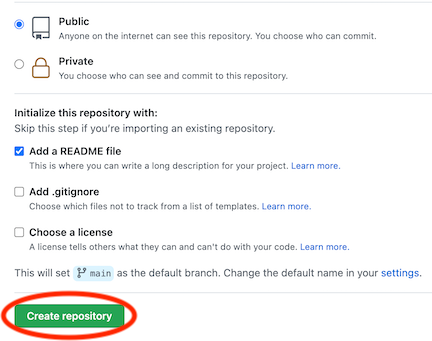 Public
Anyone on the internet can see this repository. You choose who can commit.
Private
You choose who can see and commit to this repository.
Initialize this repository with:
Skip this step if you're importing an existing repository.
Add a README file
This is where you can write a long description for your project. Learn more.
Add .gitignore
Choose which files not to track from a list of templates. Learn more.
Choose a license
A license tells others what they can and can't do with your code. Learn more.
This will set main as the default branch. Change the default name in your settings.
Create repository